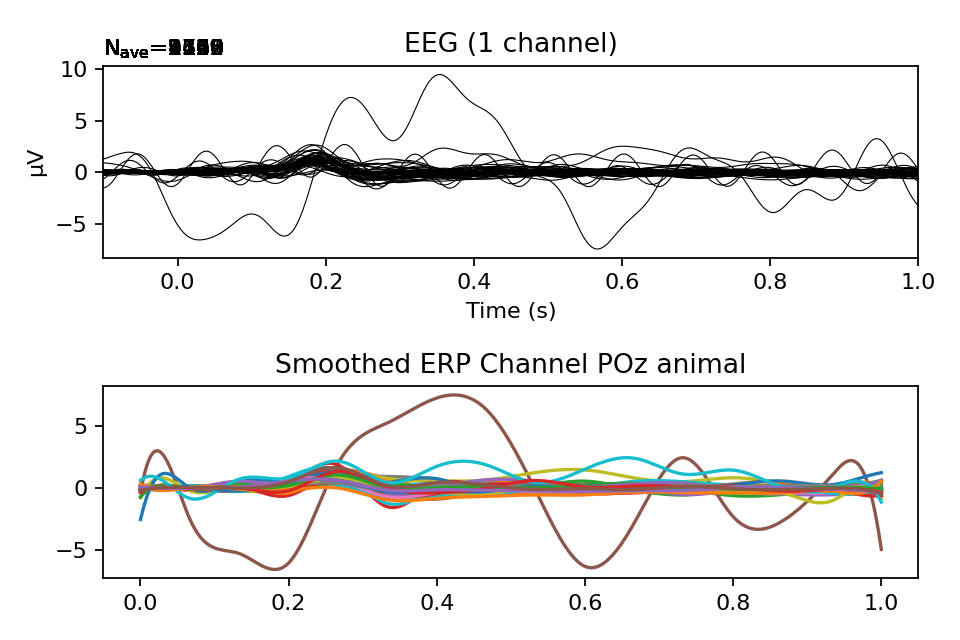 EEG (1 channel)
N_ave=
10
5
0
−5
µV
0.0 0.2 0.4 0.6 0.8 1.0
Time (s)
Smoothed ERP Channel POz animal
5
0
−5
0.0 0.2 0.4 0.6 0.8 1.0